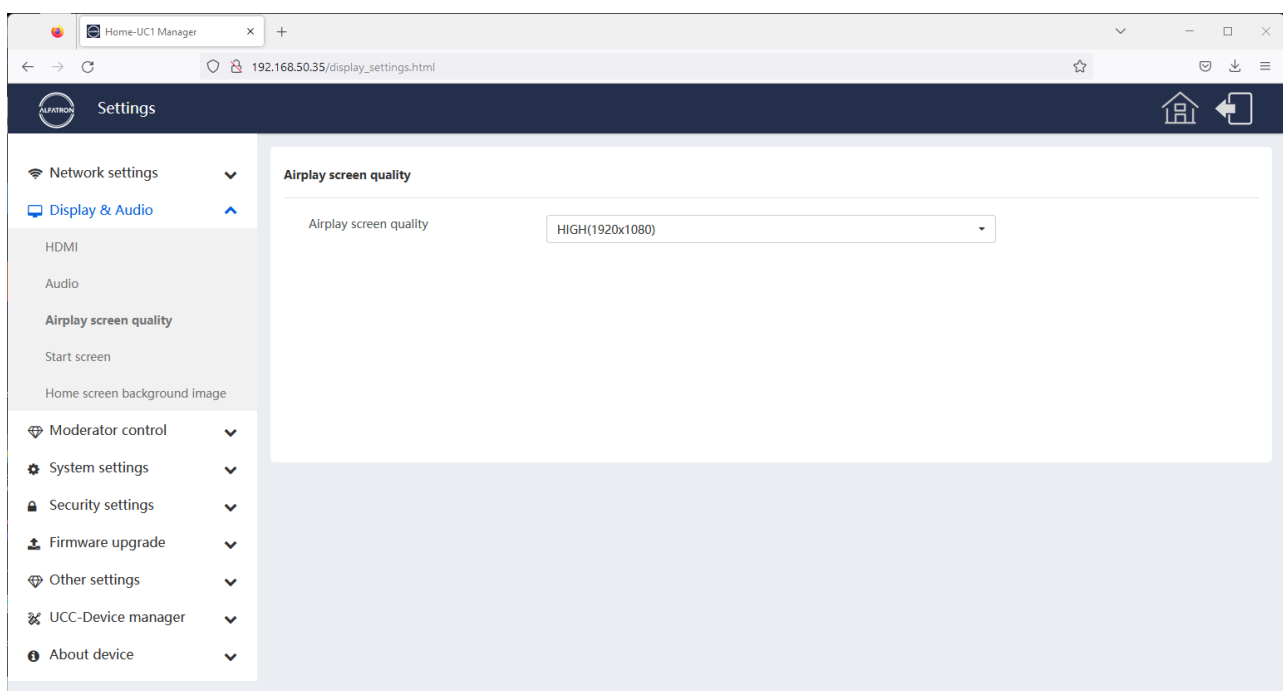 Home-UC1 Manager
192.168.50.35/display_settings.html
ALFATRON
Settings
Network settings
Display & Audio
HDMI
Audio
Airplay screen quality
Start screen
Home screen background image
Moderator control
System settings
Security settings
Firmware upgrade
Other settings
UCC-Device manager
About device
Airplay screen quality
Airplay screen quality
HIGH(1920x1080)